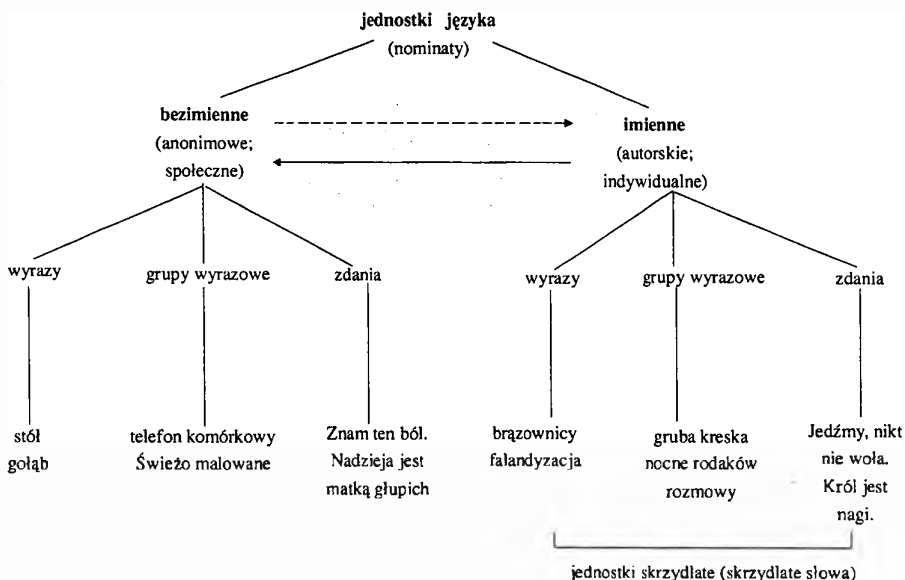 jednostki języka
(nominaty)
bezimienne
(anonimowe;
społeczne)
imienne
(autorskie;
indywidualne)
wyrazy
grupy wyrazowe
zdania
wyrazy
grupy wyrazowe
zdania
stół
gołąb
telefon komórkowy
Świeżo malowane
Znam ten ból.
Nadzieja jest
matką głupich
brązownicy
falandyzacja
gruba kreska
nocne rodaków
rozmowy
Jedźmy, nikt
nie woła.
Król jest
nagi.
jednostki skrzydlate (skrzydlate słowa)